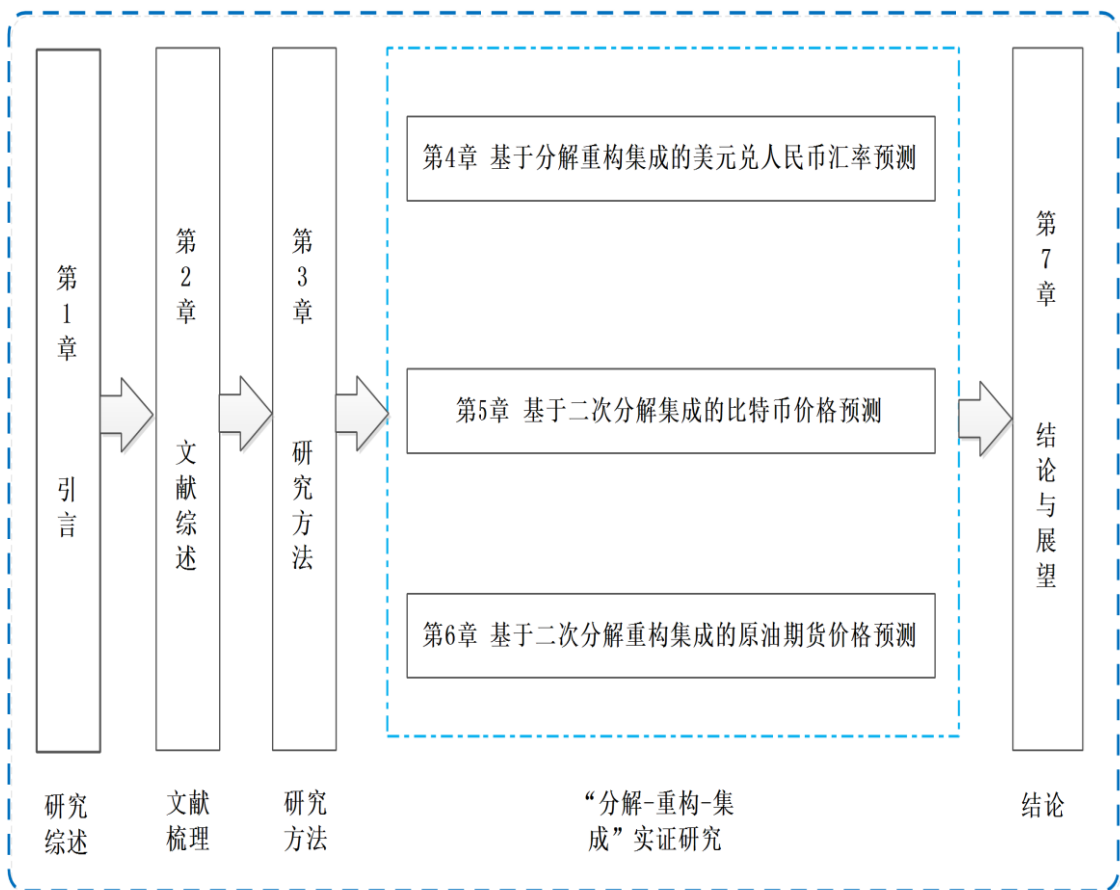 第1章 引言
第2章 文献综述
第3章 研究方法
第4章 基于分解重构集成的美元兑人民币汇率预测
第5章 基于二次分解集成的比特币价格预测
第6章 基于二次分解重构集成的原油期货价格预测
第7章 结论与展望
研究
综述
文献
梳理
研究
方法
“分解-重构-集
成”实证研究
结论